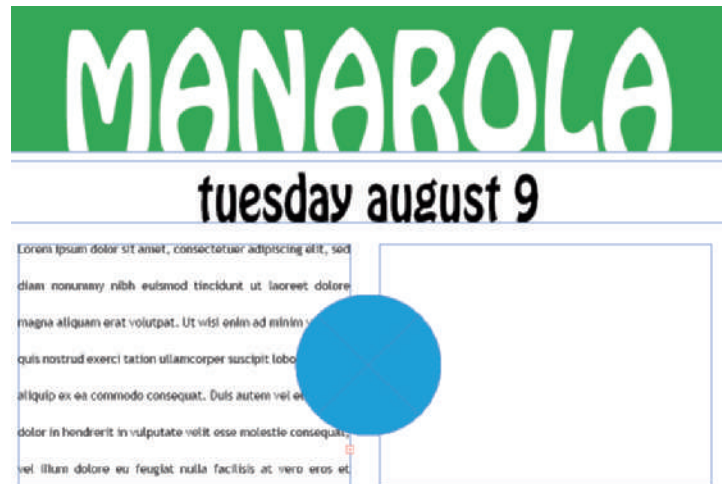 MANAROLA
tuesday august 9
Lorem ipsum dolor sit amet, consectetuer adipiscing elit, sed
diam nonummy nibh euismod tincidunt ut laoreet dolore
magna aliquam erat volutpat. Ut wisi enim ad minim
quis nostrud exerci tation ullamcorper suscipit
aliquip ex ea commodo consequat. Duis autem vel
dolor in hendrerit in vulputate velit esse molestie consequat,
vel illum dolore eu feugiat nulla facilisis at vero eros et